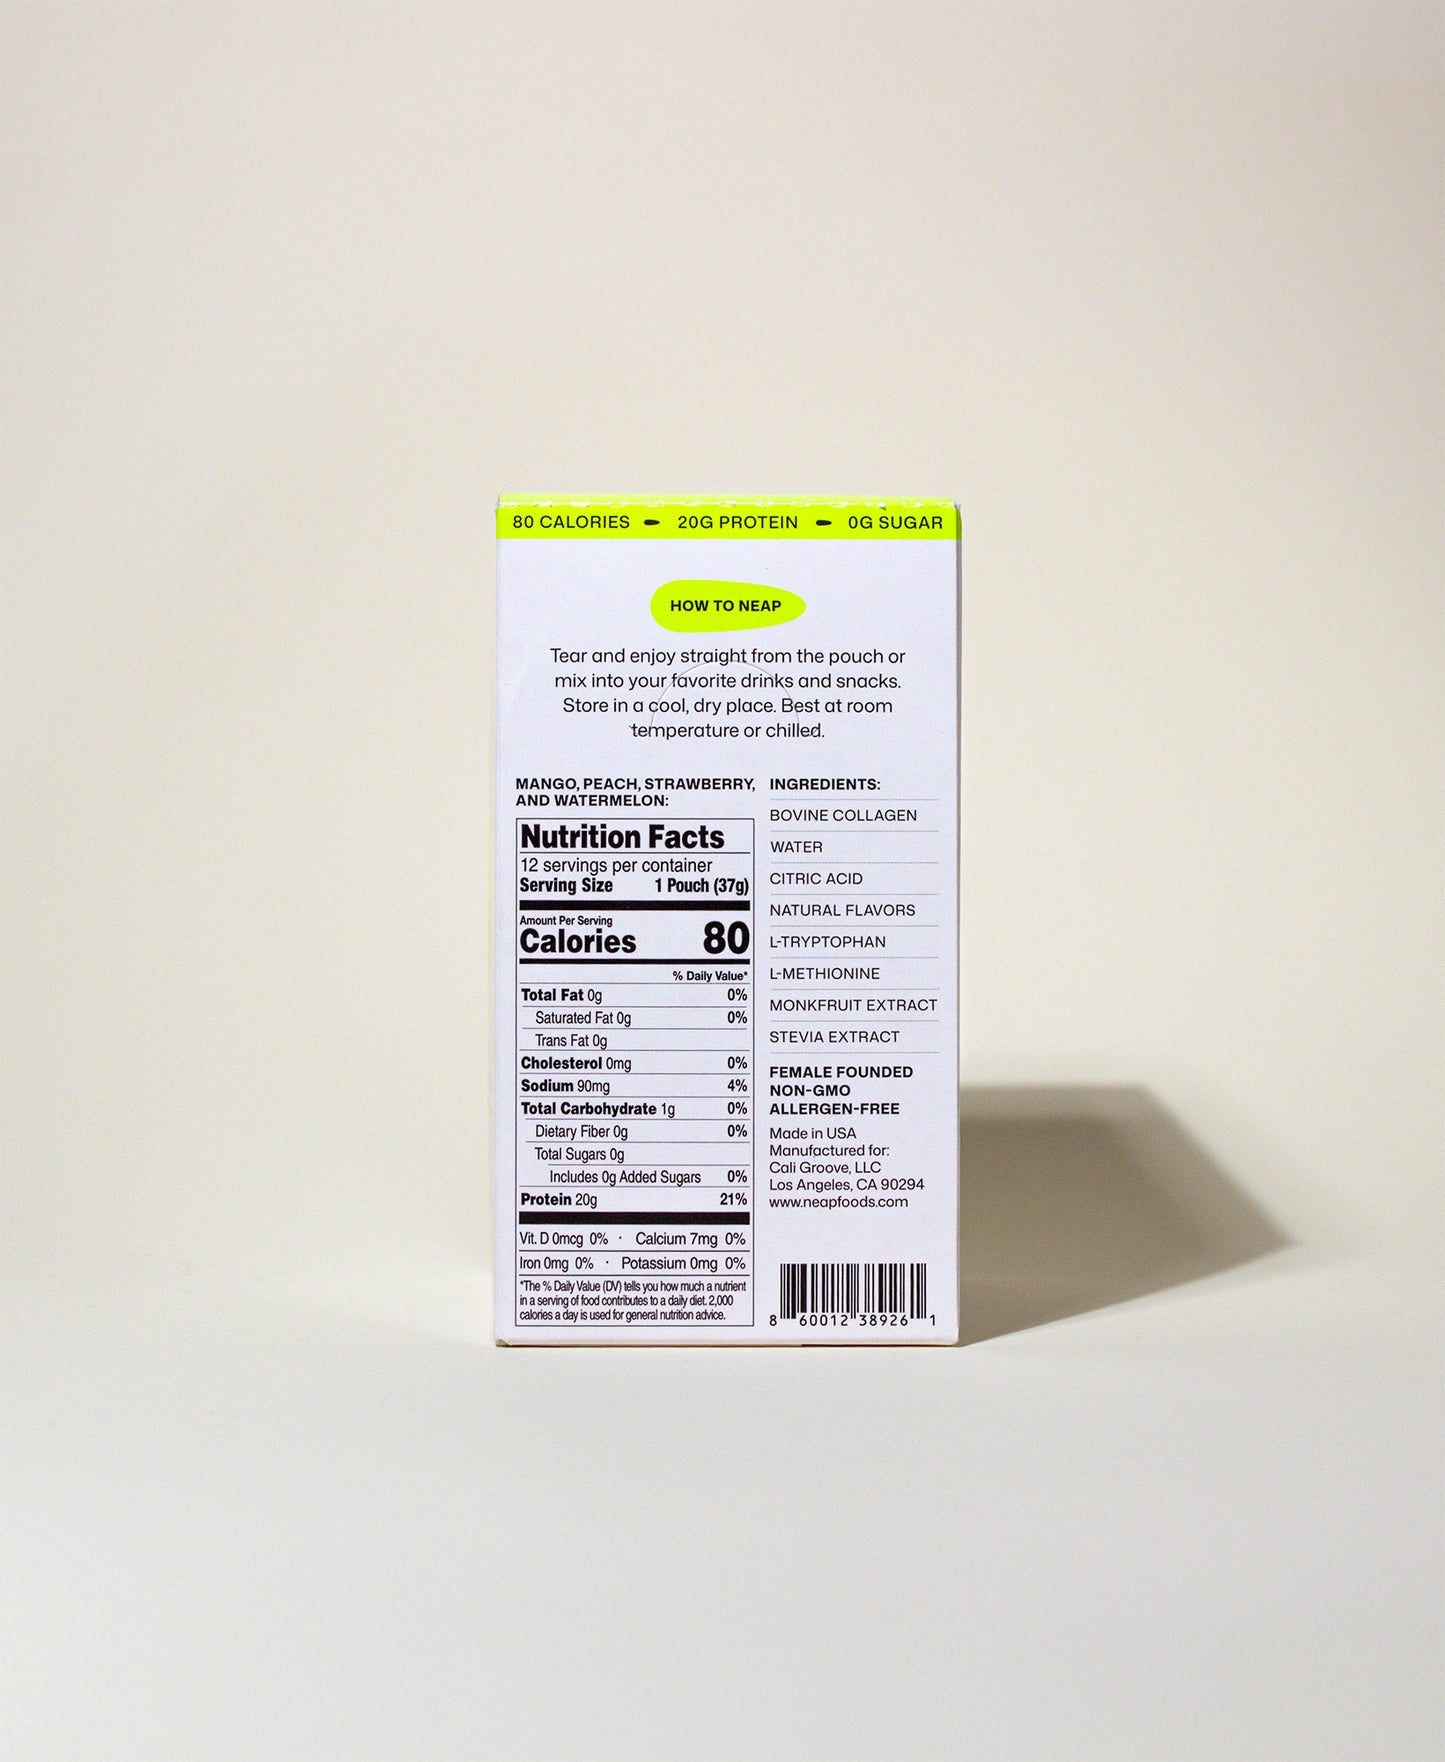 80 CALORIES - 20G PROTEIN - 0G SUGAR
HOW TO NEAP
Tear and enjoy straight from the pouch or
mix into your favorite drinks and snacks.
Store in a cool, dry place. Best at room
temperature or chilled.
MANGO, PEACH, STRAWBERRY,
AND WATERMELON:
Nutrition Facts
12 servings per container
Serving Size 1 Pouch (37g)
Amount Per Serving
Calories 80
% Daily Value*
Total Fat 0g 0%
Saturated Fat 0g 0%
Trans Fat 0g
Cholesterol 0mg 0%
Sodium 90mg 4%
Total Carbohydrate 1g 0%
Dietary Fiber 0g 0%
Total Sugars 0g
Includes 0g Added Sugars 0%
Protein 20g 21%
Vit. D 0mcg 0% · Calcium 7mg 0%
Iron 0mg 0% · Potassium 0mg 0%
*The % Daily Value (DV) tells you how much a nutrient
in a serving of food contributes to a daily diet. 2,000
calories a day is used for general nutrition advice.
INGREDIENTS:
BOVINE COLLAGEN
WATER
CITRIC ACID
NATURAL FLAVORS
L-TRYPTOPHAN
L-METHIONINE
MONKFRUIT EXTRACT
STEVIA EXTRACT
FEMALE FOUNDED
NON-GMO
ALLERGEN-FREE
Made in USA
Manufactured for:
Cali Groove, LLC
Los Angeles, CA 90294
www.neapfoods.com
8 60012 38926 1